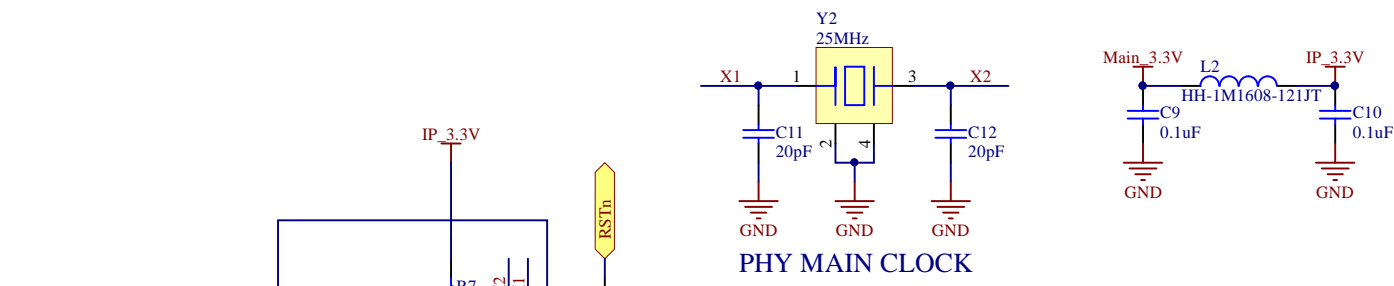 Y2
25MHz
X1
1
3
X2
C11
20pF
2
4
C12
20pF
GND
GND
GND
PHY MAIN CLOCK
Main_3.3V
L2
HH-1M1608-121JT
IP_3.3V
C9
0.1uF
C10
0.1uF
GND
GND
IP_3.3V
RSTn